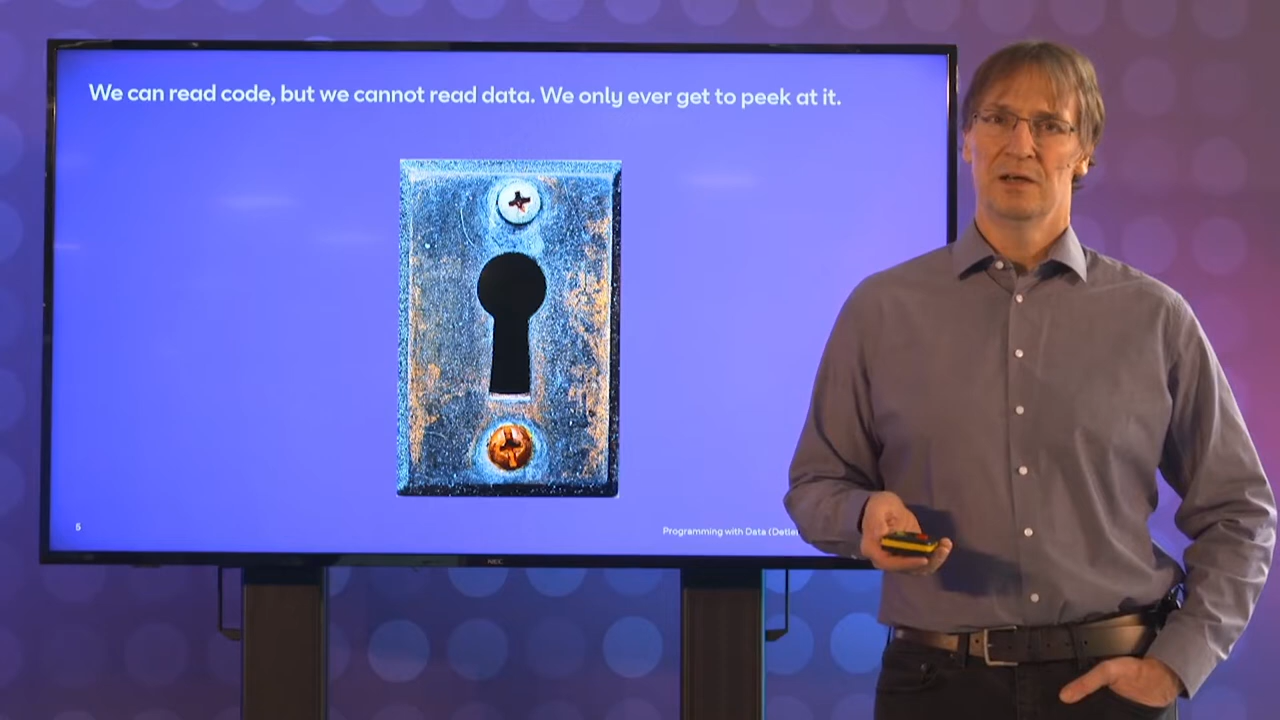 We can read code, but we cannot read data. We only ever get to peek at it.
5
Programming with Data (Detle
NEC